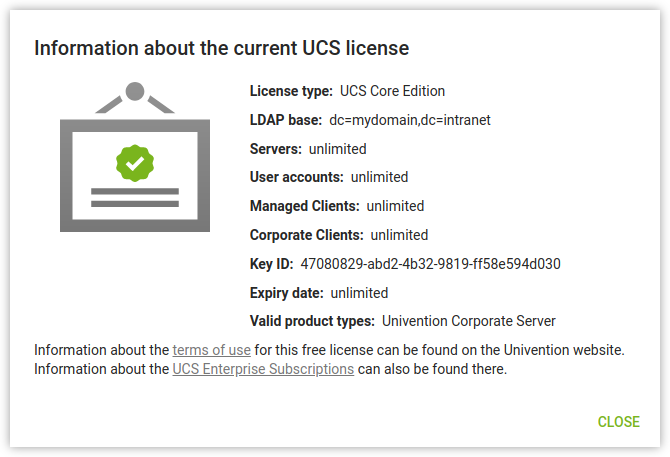 Information about the current UCS license
License type: UCS Core Edition
LDAP base: dc=mydomain,dc=intranet
Servers: unlimited
User accounts: unlimited
Managed Clients: unlimited
Corporate Clients: unlimited
Key ID: 47080829-abd2-4b32-9819-ff58e594d030
Expiry date: unlimited
Valid product types: Univention Corporate Server
Information about the terms of use for this free license can be found on the Univention website.
Information about the UCS Enterprise Subscriptions can also be found there.
CLOSE